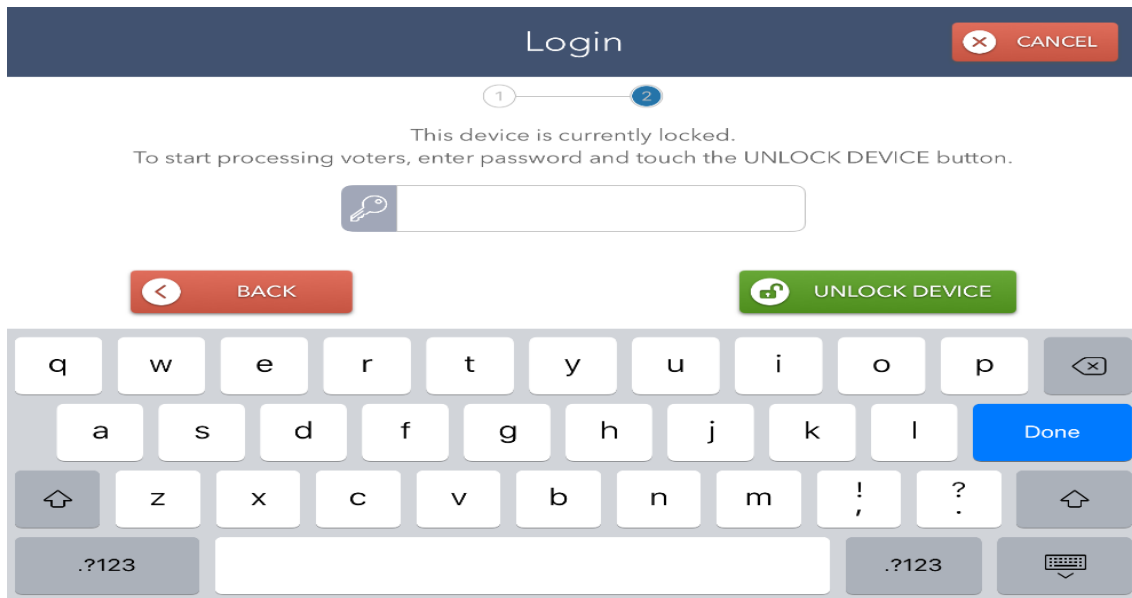 Login
CANCEL
1 2
This device is currently locked.
To start processing voters, enter password and touch the UNLOCK DEVICE button.
BACK
UNLOCK DEVICE
q w e r t y u i o p
a s d f g h j k l Done
z x c v b n m ! , ? .
.?123 .?123